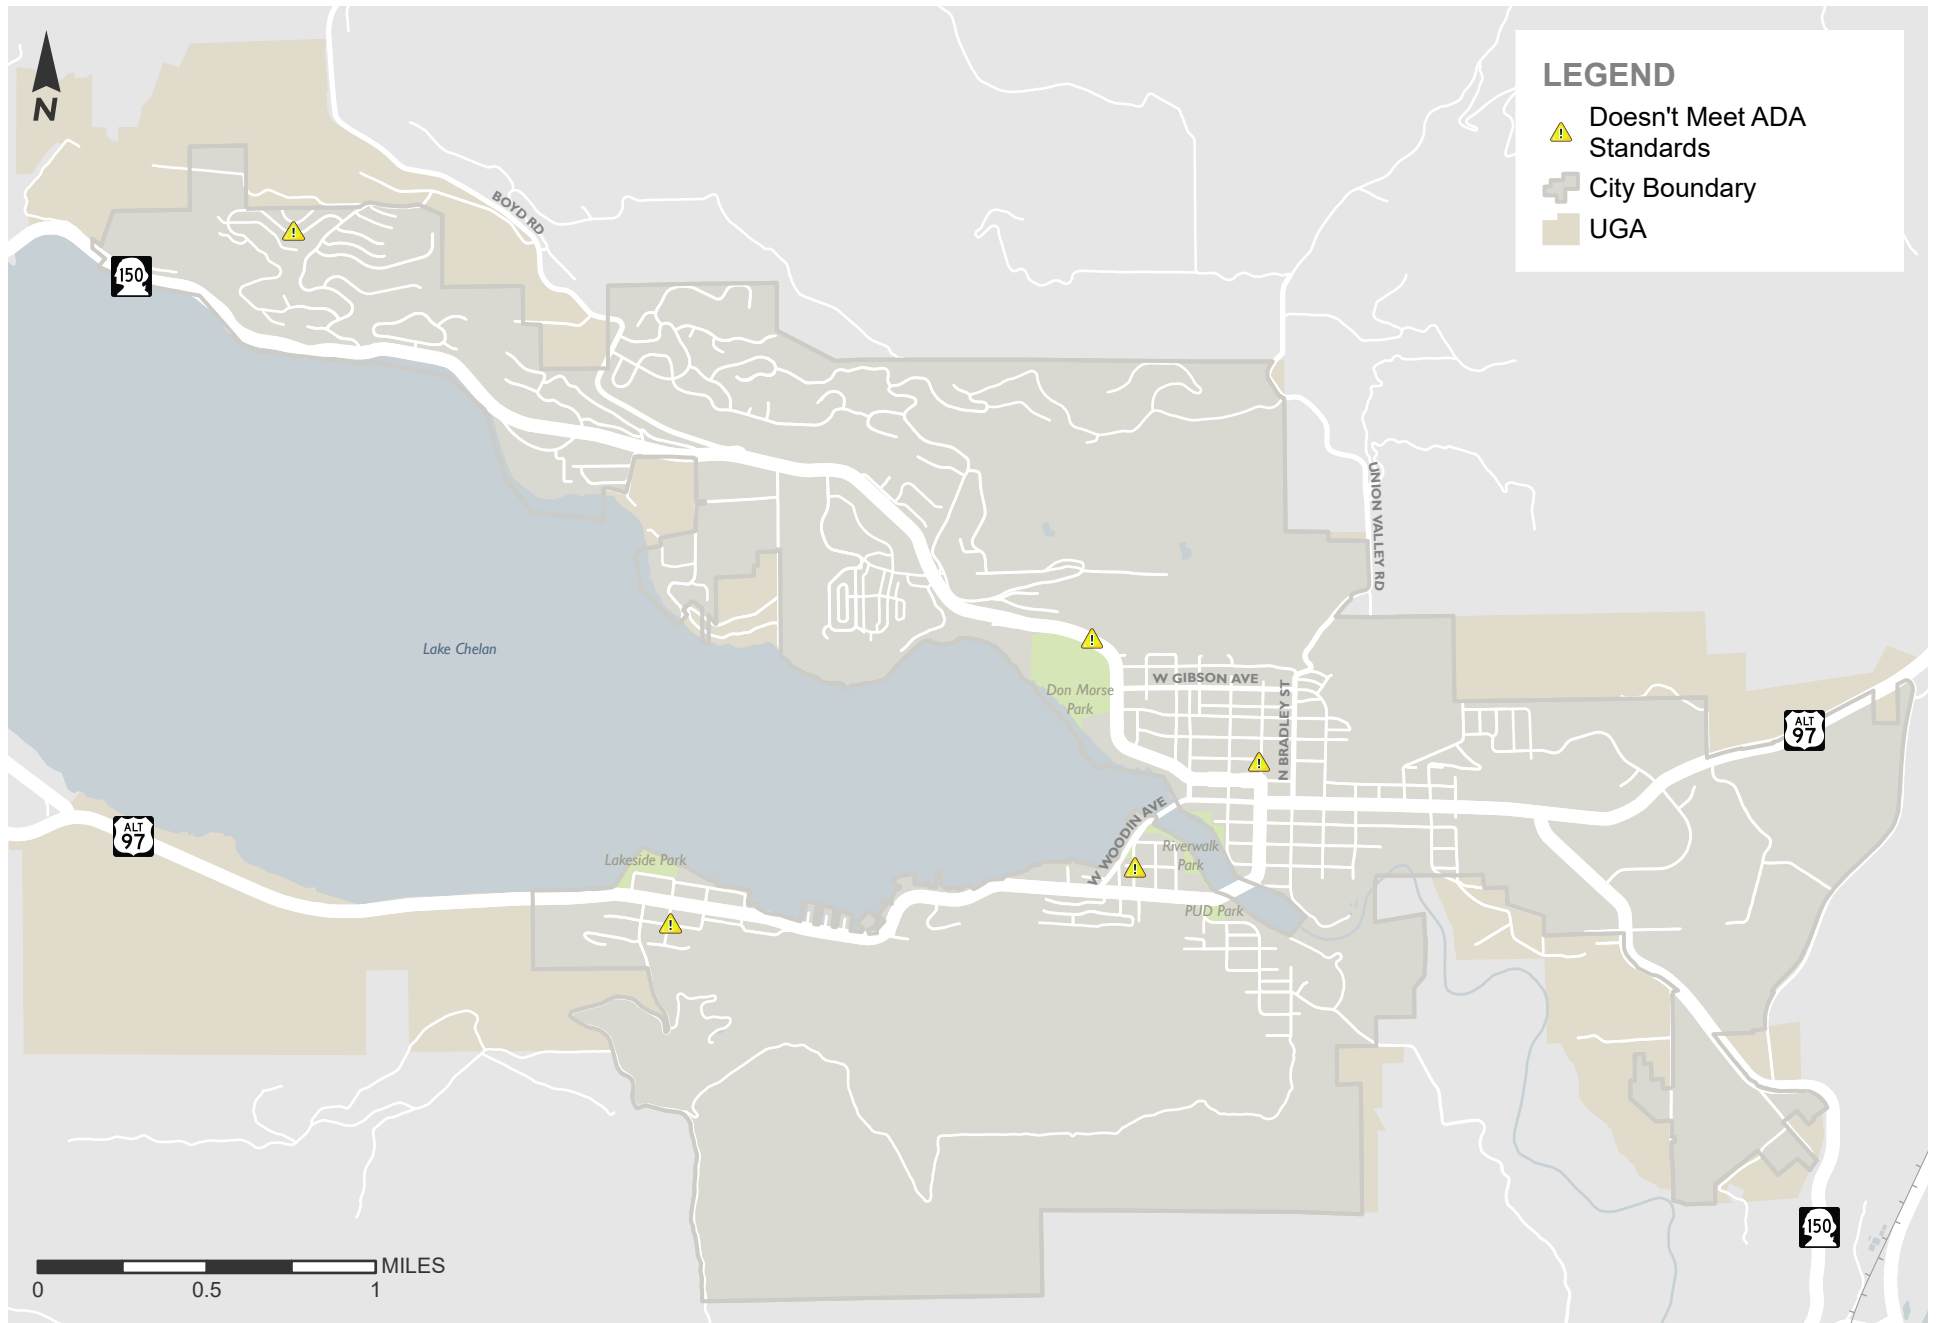 N
LEGEND
Doesn't Meet ADA
Standards
City Boundary
UGA
BOYD RD
150
UNION VALLEY RD
Lake Chelan
W GIBSON AVE
Don Morse
Park
N BRADLEY ST
ALT
97
W WOODIN AVE
ALT
97
Riverwalk
Park
Lakeside Park
PUD Park
150
MILES
0
0.5
1